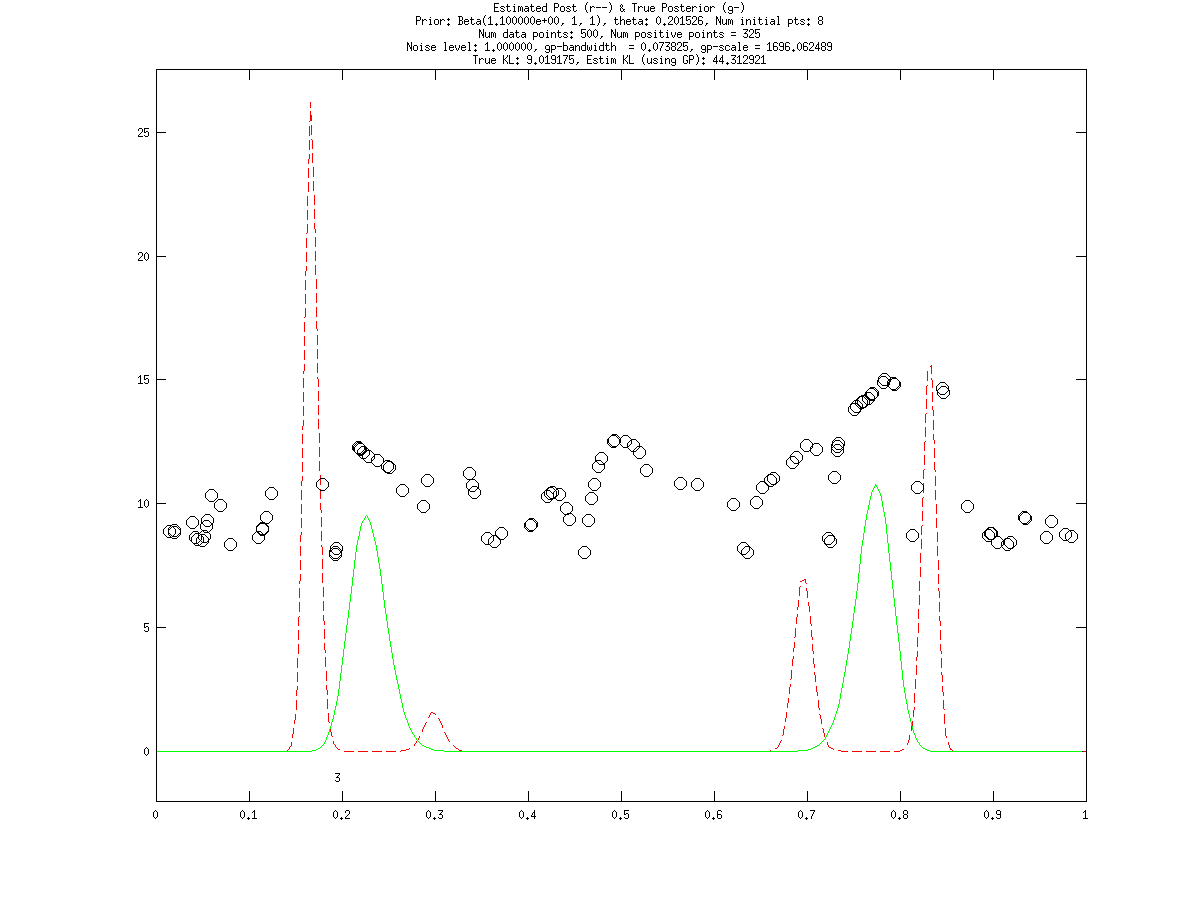 Estimated Post (r--) & True Posterior (g-)
Prior: Beta(1.100000e+00, 1, 1), theta: 0.201526, Num initial pts: 8
Num data points: 500, Num positive points = 325
Noise level: 1.000000, gp-bandwidth  = 0.073825, gp-scale = 1696.062489
True KL: 9.019175, Estim KL (using GP): 44.312921
25
20
15
10
5
0
3
0 0.1 0.2 0.3 0.4 0.5 0.6 0.7 0.8 0.9 1